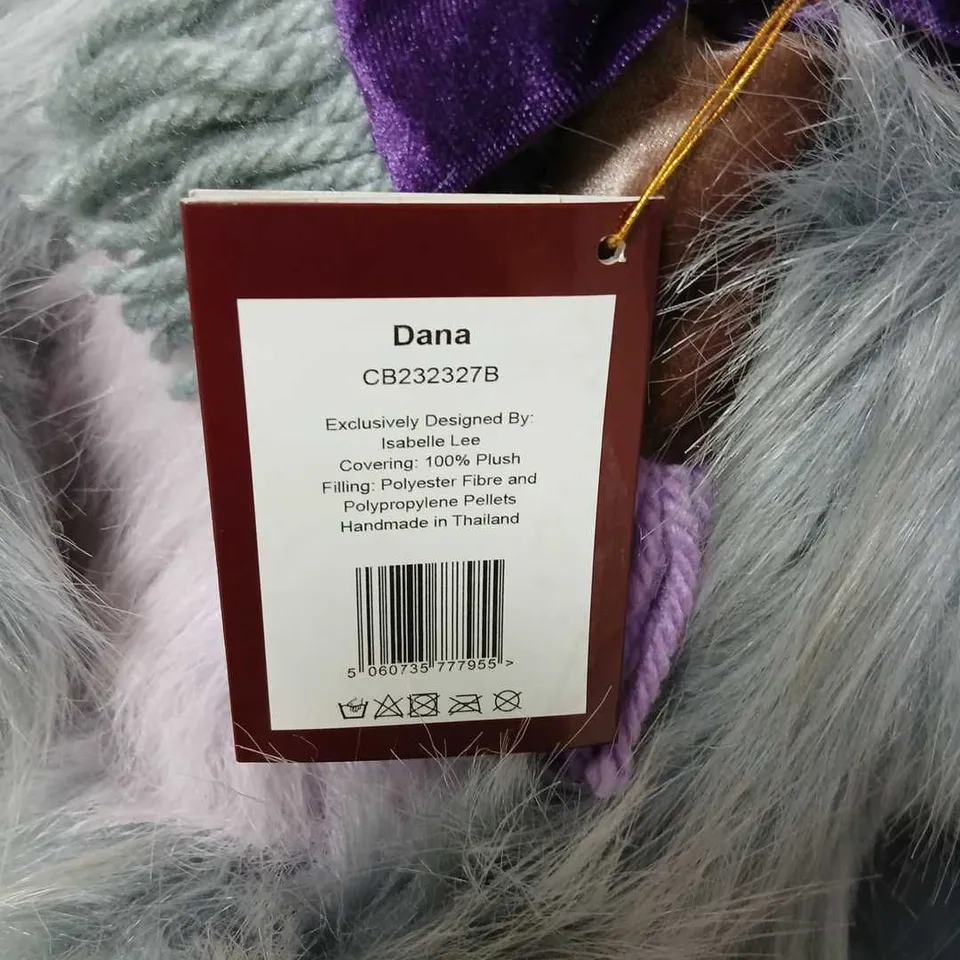 Dana
CB232327B
Exclusively Designed By:
Isabelle Lee
Covering: 100% Plush
Filling: Polyester Fibre and
Polypropylene Pellets
Handmade in Thailand
5 060735 777955 >